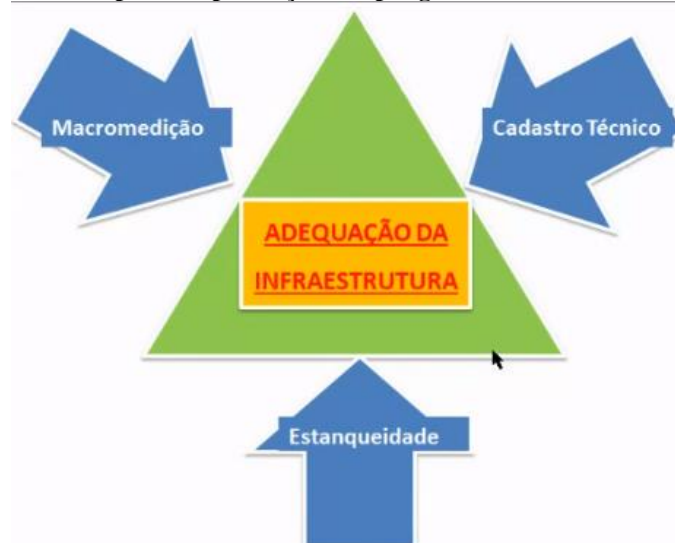 Macromedição
Cadastro Técnico
ADEQUAÇÃO DA
INFRAESTRUTURA
Estanqueidade